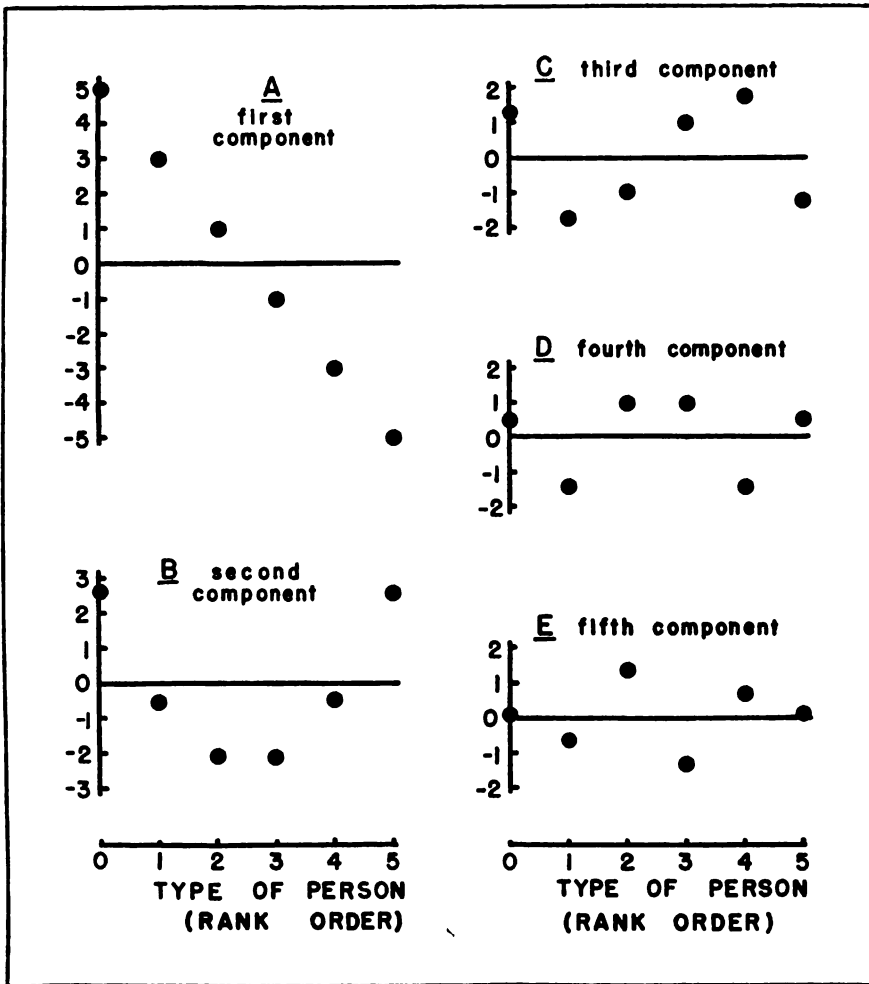 A
first
component
5
4
3
2
1
0
-1
-2
-3
-4
-5
B second
component
3
2
1
0
-1
-2
-3
0 1 2 3 4 5
TYPE OF PERSON
(RANK ORDER)
C third component
2
1
0
-1
-2
D fourth component
2
1
0
-1
-2
E fifth component
2
1
0
-1
-2
0 1 2 3 4 5
TYPE OF PERSON
(RANK ORDER)